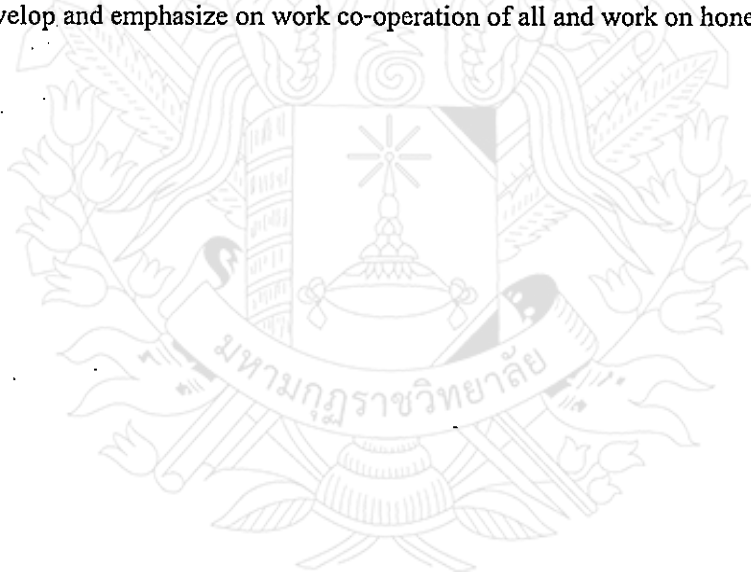 velop and emphasize on work co-operation of all and work on hone
มหามกุฏราชวิทยาลัย